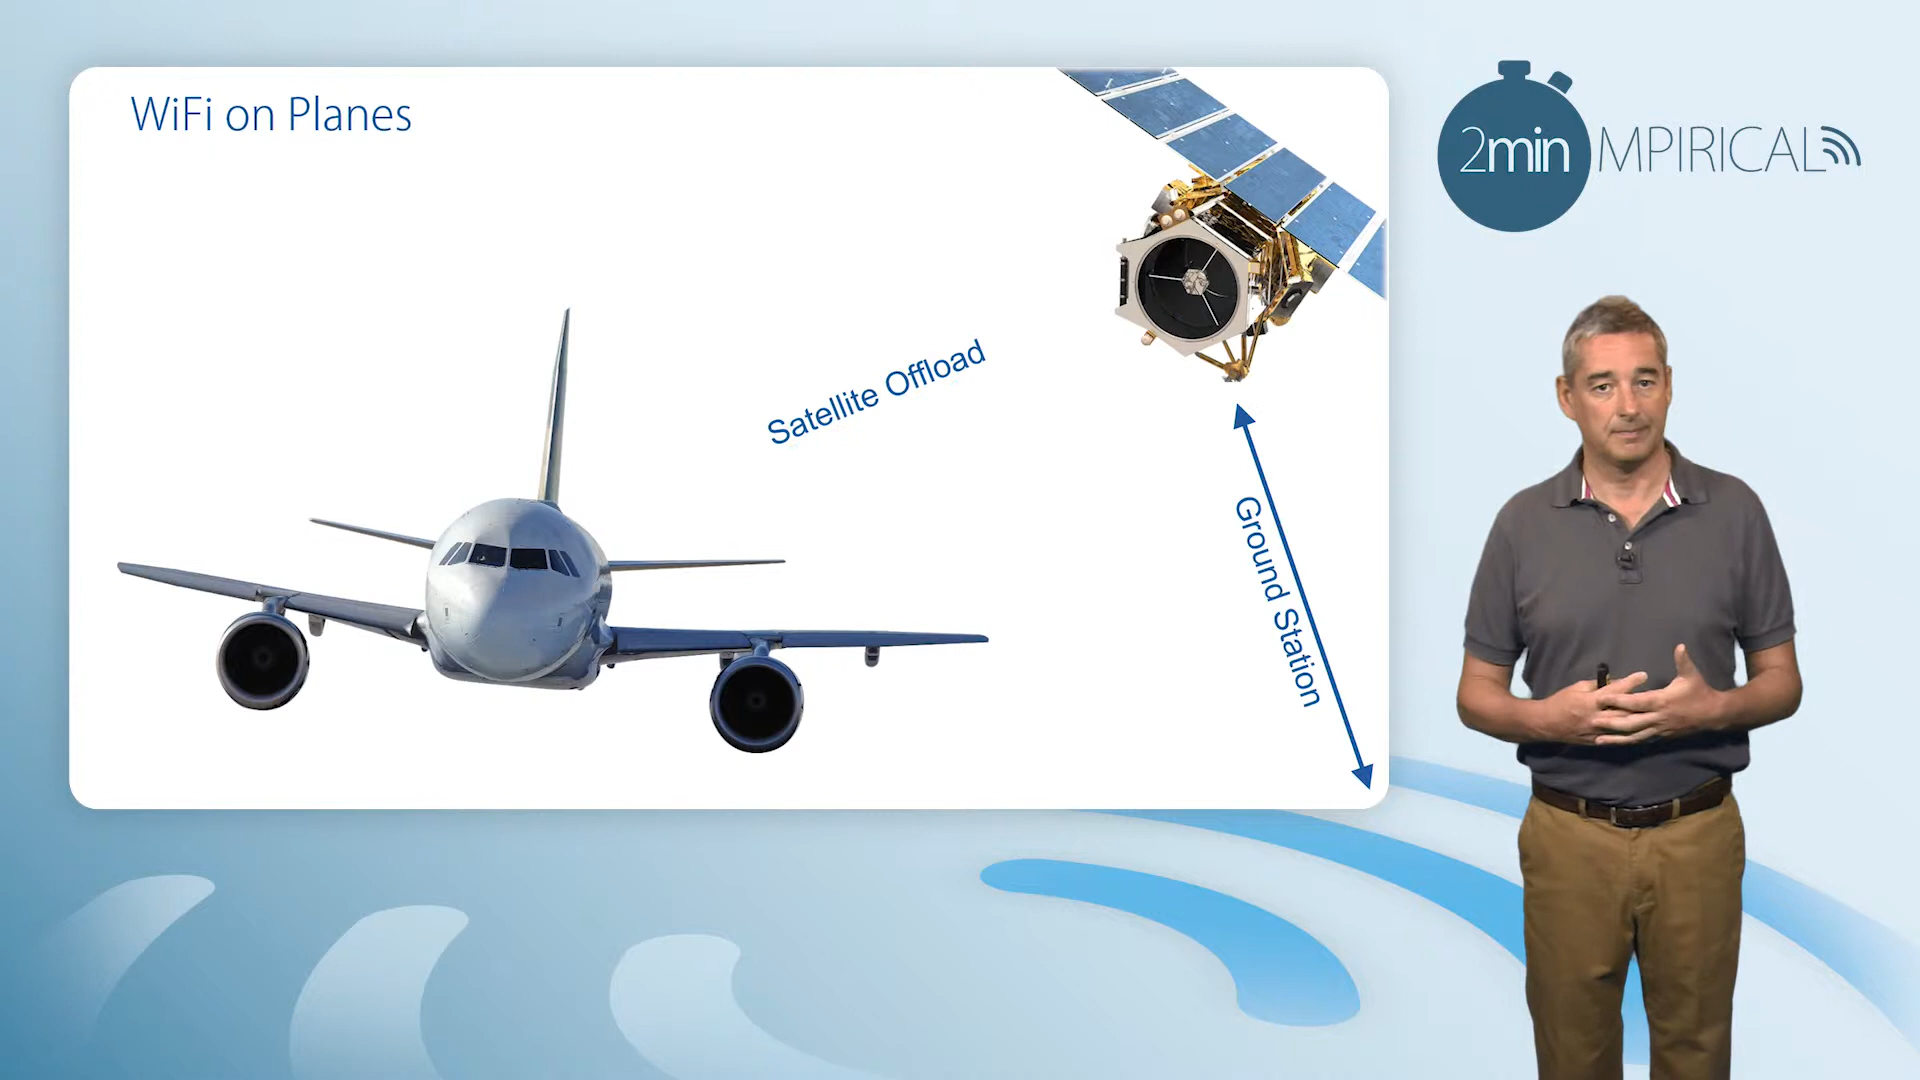 WiFi on Planes
2min MPIRICAL
Satellite Offload
Ground Station